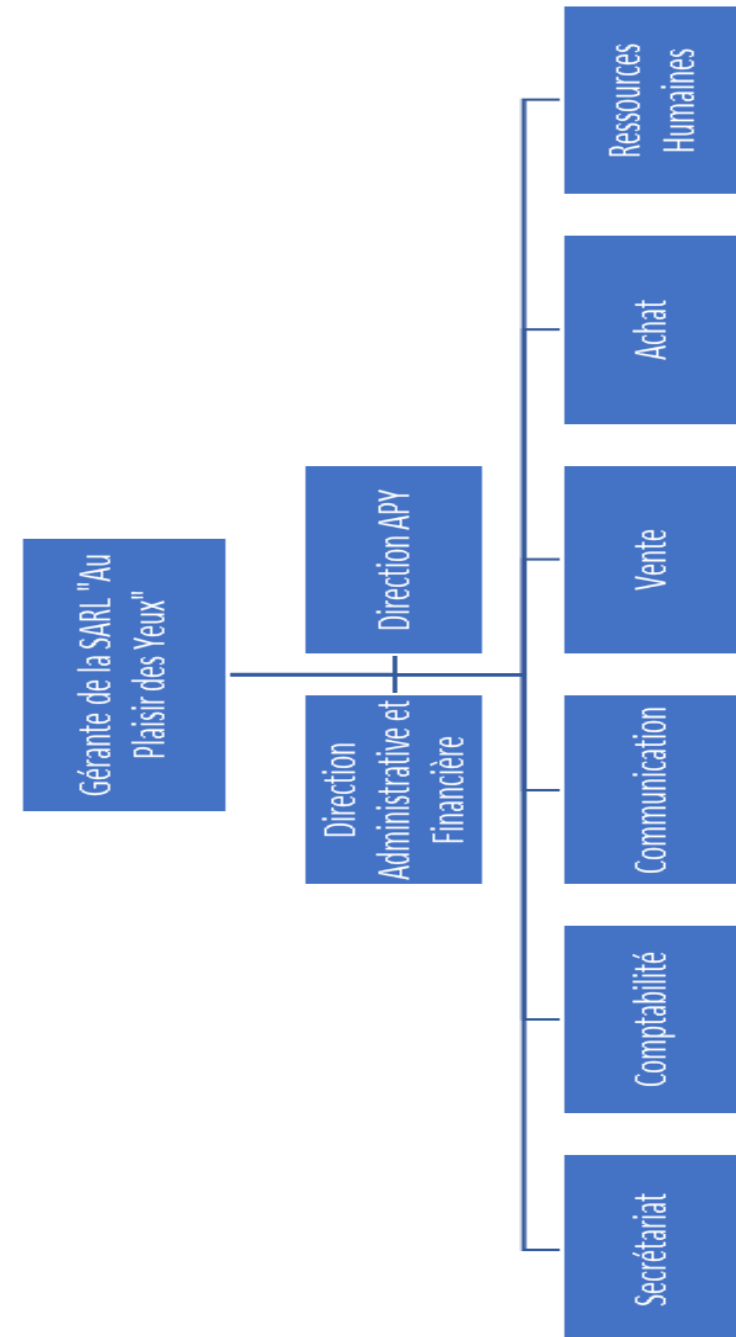 Gérante de la SARL "Au
Plaisir des Yeux"
Direction
Administrative et
Financière
Direction APY
Secrétariat
Comptabilité
Communication
Vente
Achat
Ressources
Humaines